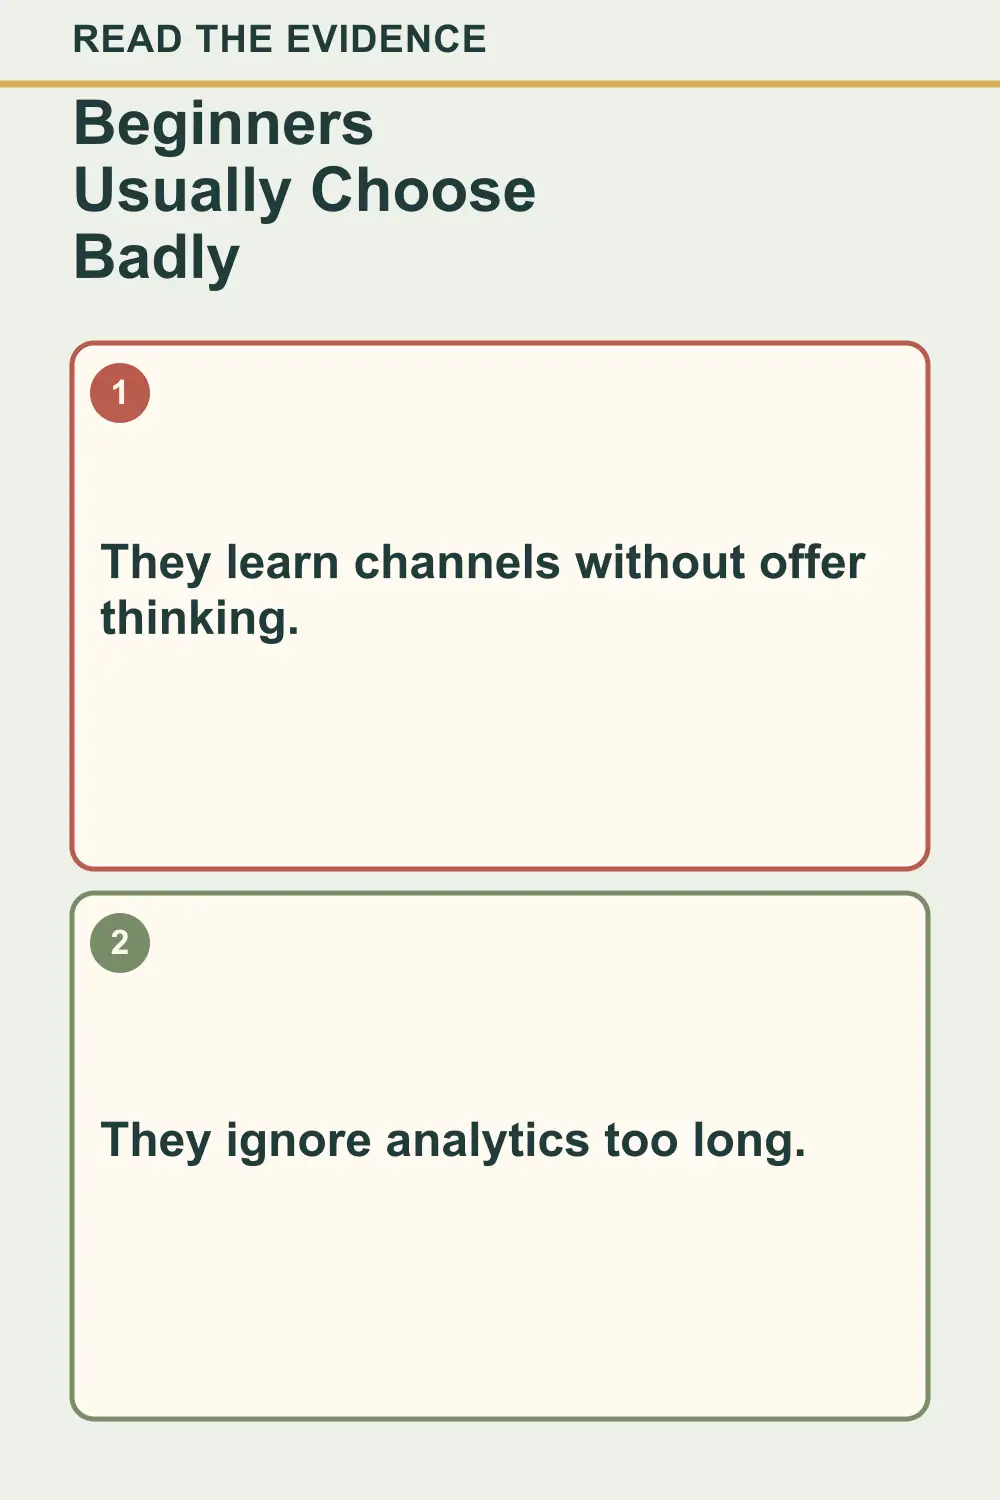 READ THE EVIDENCE
Beginners
Usually Choose
Badly
1
They learn channels without offer
thinking.
2
They ignore analytics too long.